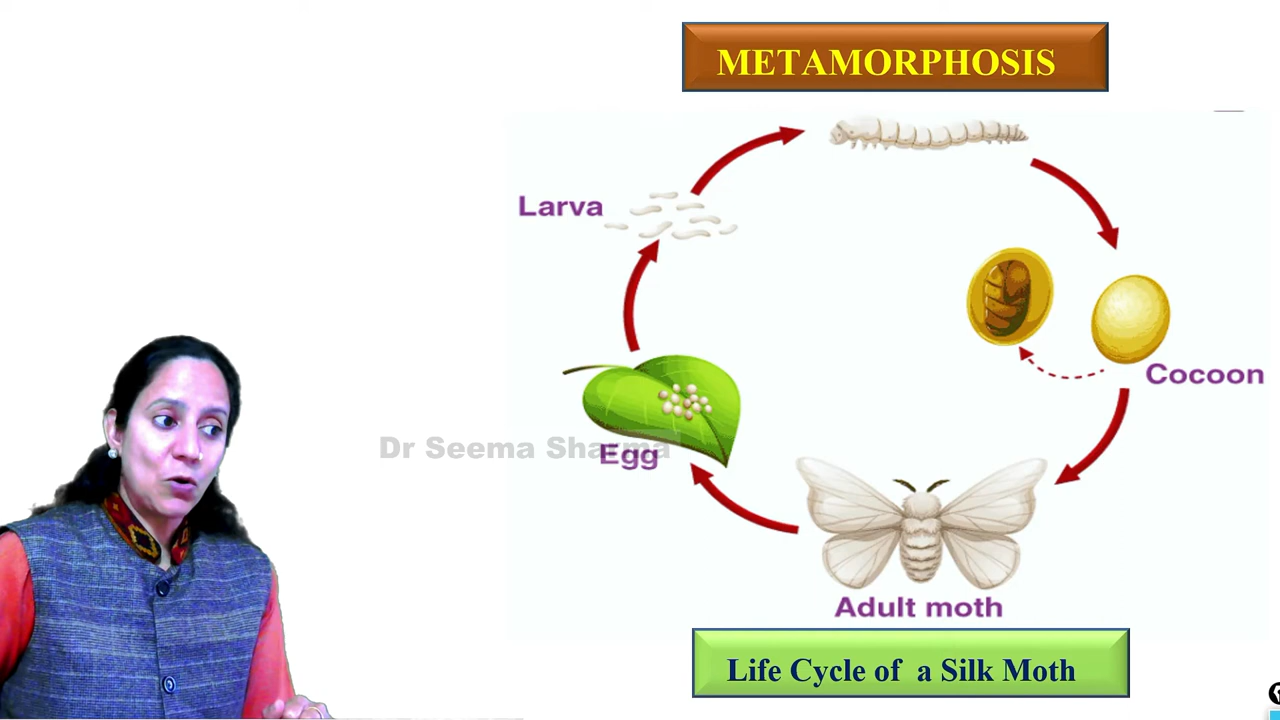 METAMORPHOSIS
Larva
Cocoon
Dr Seema Sharma
Egg
Adult moth
Life Cycle of a Silk Moth